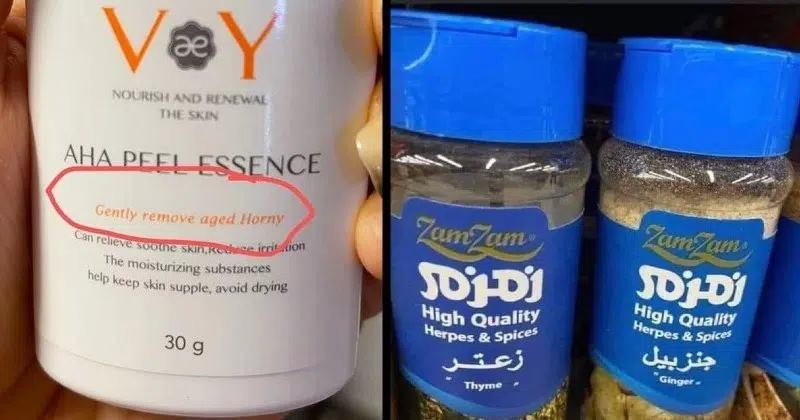 VæY
NOURISH AND RENEWAL
THE SKIN
AHA PEEL ESSENCE
Gently remove aged Horny
Can relieve soothe skin,Reduce irritation
The moisturizing substances
help keep skin supple, avoid drying
30 g
ZamZam
زمزم
High Quality
Herpes & Spices
زعتر
Thyme
ZamZam
زمزم
High Quality
Herpes & Spices
جنزبيل
Ginger